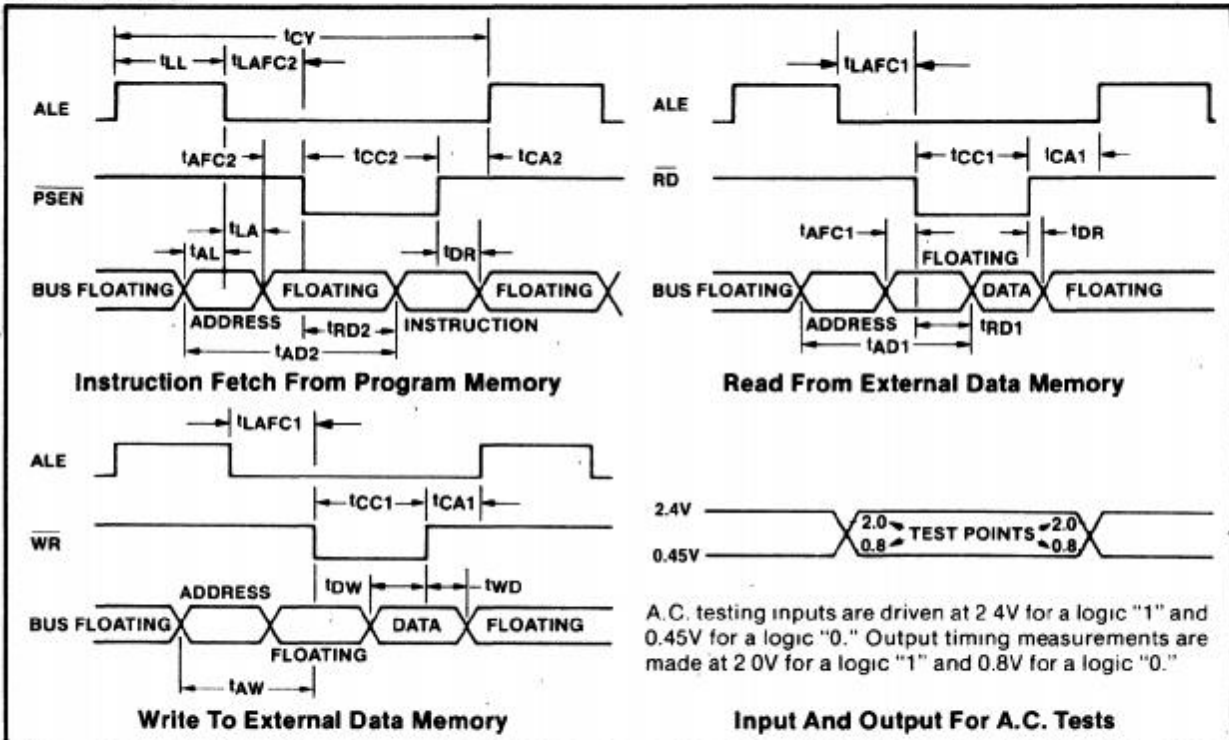 tCY
tLL
tLAFC2
ALE
tAFC2
tCC2
tCA2
PSEN
tLA
tAL
tDR
BUS FLOATING
FLOATING
FLOATING
ADDRESS
tRD2
INSTRUCTION
tAD2
Instruction Fetch From Program Memory
tLAFC1
ALE
tCC1
tCA1
RD
tAFC1
tDR
FLOATING
BUS FLOATING
DATA
FLOATING
ADDRESS
tRD1
tAD1
Read From External Data Memory
tLAFC1
ALE
tCC1
tCA1
WR
ADDRESS
tDW
tWD
BUS FLOATING
DATA
FLOATING
FLOATING
tAW
Write To External Data Memory
2.4V
2.0 TEST POINTS 2.0
0.8 0.8
0.45V
A.C. testing inputs are driven at 2 4V for a logic "1" and
0.45V for a logic "0." Output timing measurements are
made at 2 0V for a logic "1" and 0.8V for a logic "0."
Input And Output For A.C. Tests